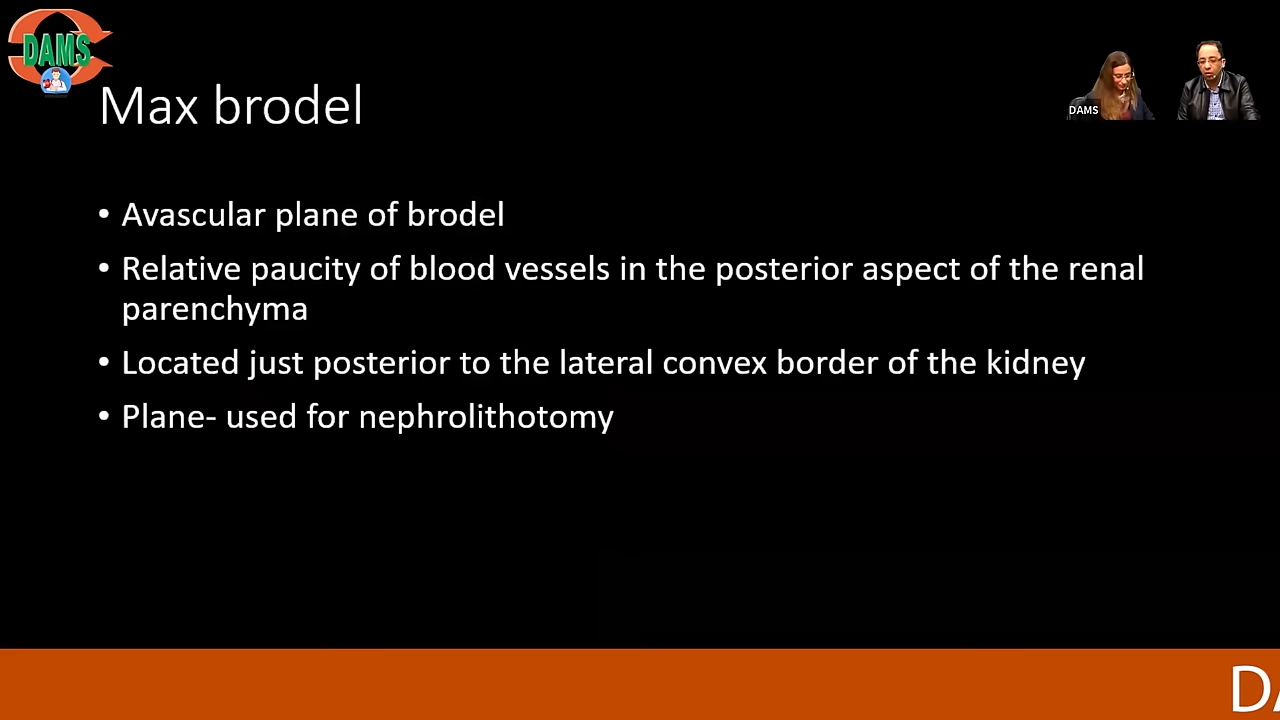 DAMS
Max brodel
DAMS
• Avascular plane of brodel
• Relative paucity of blood vessels in the posterior aspect of the renal
parenchyma
• Located just posterior to the lateral convex border of the kidney
• Plane- used for nephrolithotomy
DA